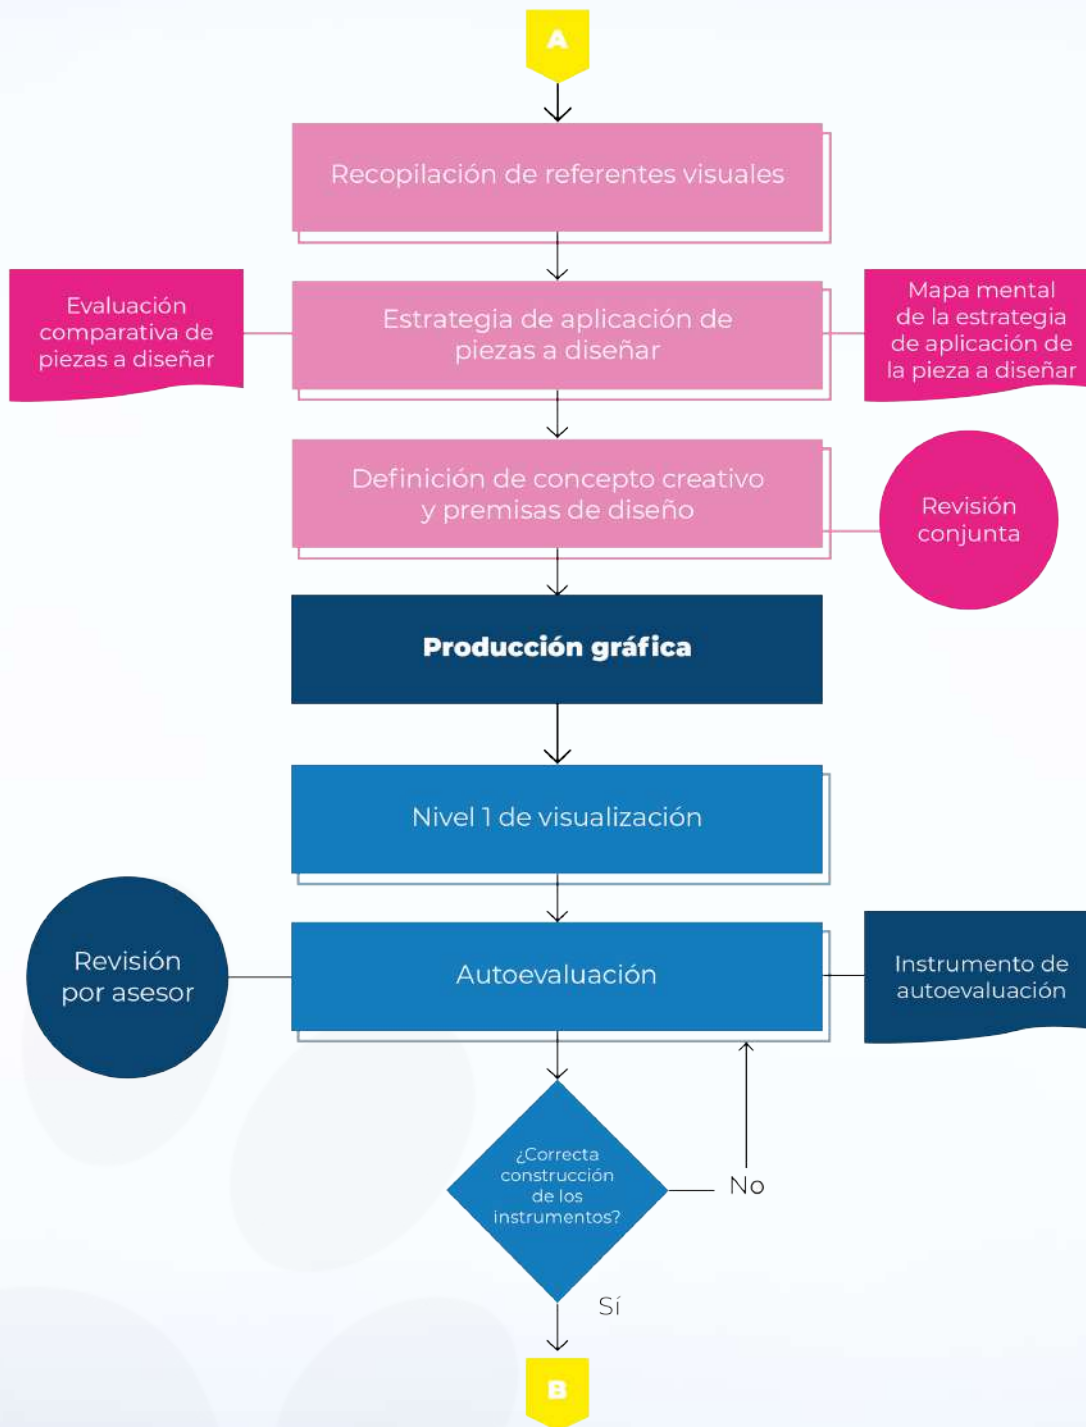 A
Recopilación de referentes visuales
Evaluación
comparativa de
piezas a diseñar
Estrategia de aplicación de
piezas a diseñar
Mapa mental
de la estrategia
de aplicación de
la pieza a diseñar
Definición de concepto creativo
y premisas de diseño
Revisión
conjunta
Producción gráfica
Nivel 1 de visualización
Revisión
por asesor
Autoevaluación
Instrumento de
autoevaluación
¿Correcta
construcción
de los
instrumentos?
No
Sí
B